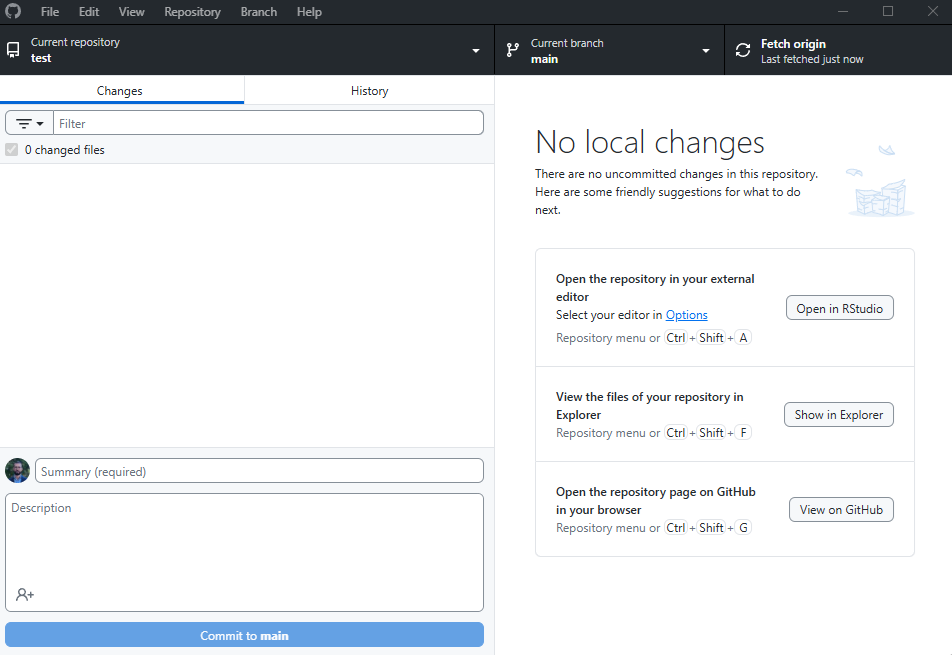 File Edit View Repository Branch Help
Current repository
test
Current branch
main
Fetch origin
Last fetched just now
Changes
History
Filter
0 changed files
No local changes
There are no uncommitted changes in this repository.
Here are some friendly suggestions for what to do
next.
Open the repository in your external
editor
Select your editor in Options
Repository menu or Ctrl + Shift + A
Open in RStudio
View the files of your repository in
Explorer
Repository menu or Ctrl + Shift + F
Show in Explorer
Open the repository page on GitHub
in your browser
Repository menu or Ctrl + Shift + G
View on GitHub
Summary (required)
Description
Commit to main